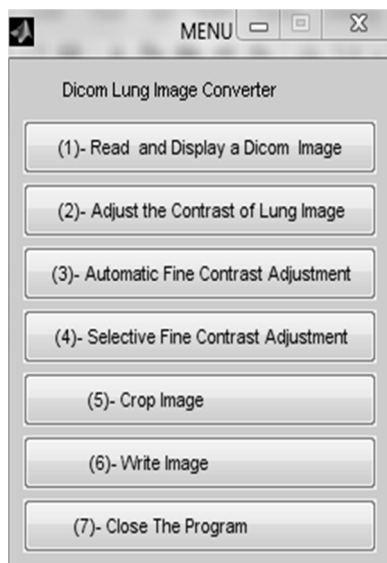 MENU
Dicom Lung Image Converter
(1)- Read and Display a Dicom Image
(2)- Adjust the Contrast of Lung Image
(3)- Automatic Fine Contrast Adjustment
(4)- Selective Fine Contrast Adjustment
(5)- Crop Image
(6)- Write Image
(7)- Close The Program